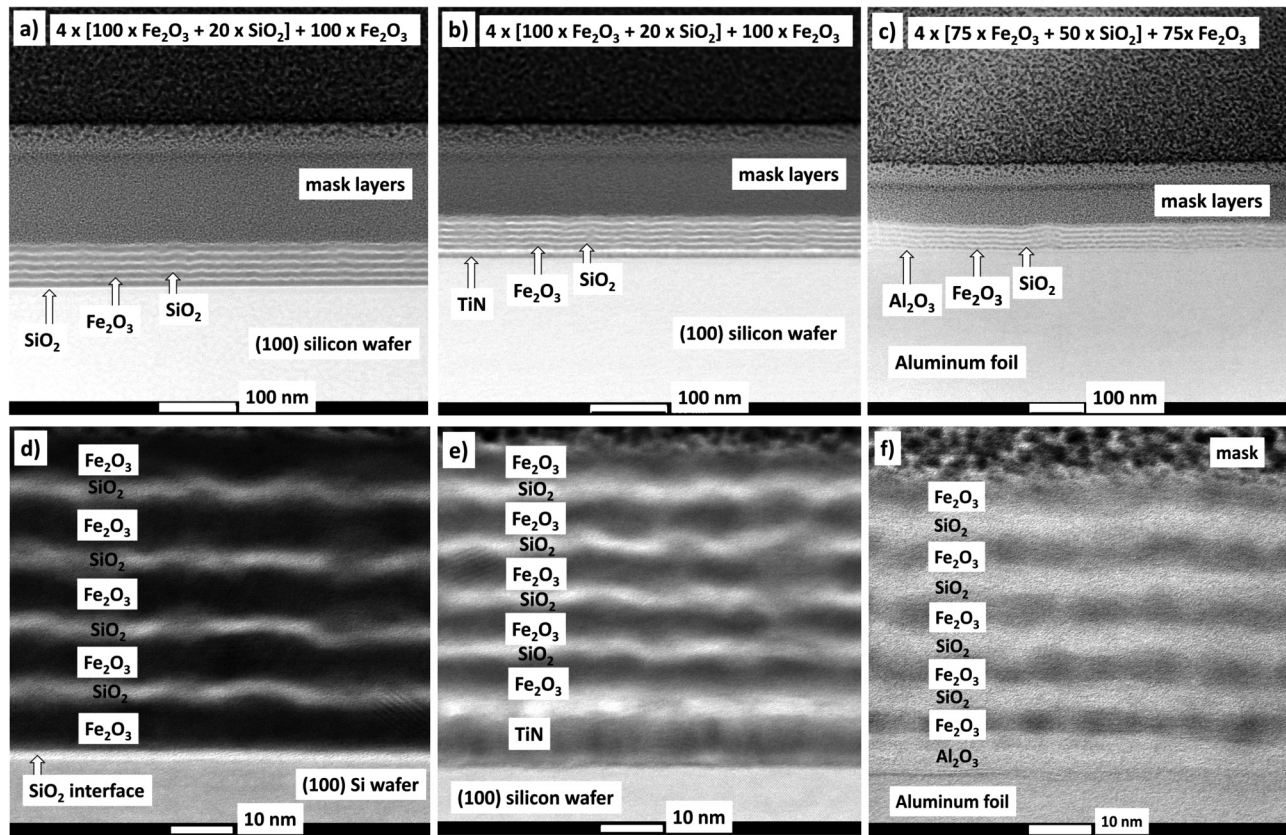 a) 4 x [100 x Fe₂O₃ + 20 x SiO₂] + 100 x Fe₂O₃
mask layers
SiO₂
Fe₂O₃
SiO₂
(100) silicon wafer
100 nm
b) 4 x [100 x Fe₂O₃ + 20 x SiO₂] + 100 x Fe₂O₃
mask layers
TiN
Fe₂O₃
SiO₂
(100) silicon wafer
100 nm
c) 4 x [75 x Fe₂O₃ + 50 x SiO₂] + 75x Fe₂O₃
mask layers
Al₂O₃
Fe₂O₃
SiO₂
Aluminum foil
100 nm
d)
Fe₂O₃
SiO₂
Fe₂O₃
SiO₂
Fe₂O₃
SiO₂
Fe₂O₃
SiO₂
Fe₂O₃
SiO₂ interface
(100) Si wafer
10 nm
e)
Fe₂O₃
SiO₂
Fe₂O₃
SiO₂
Fe₂O₃
SiO₂
Fe₂O₃
SiO₂
Fe₂O₃
TiN
(100) silicon wafer
10 nm
f)
mask
Fe₂O₃
SiO₂
Fe₂O₃
SiO₂
Fe₂O₃
SiO₂
Fe₂O₃
SiO₂
Fe₂O₃
Al₂O₃
Aluminum foil
10 nm